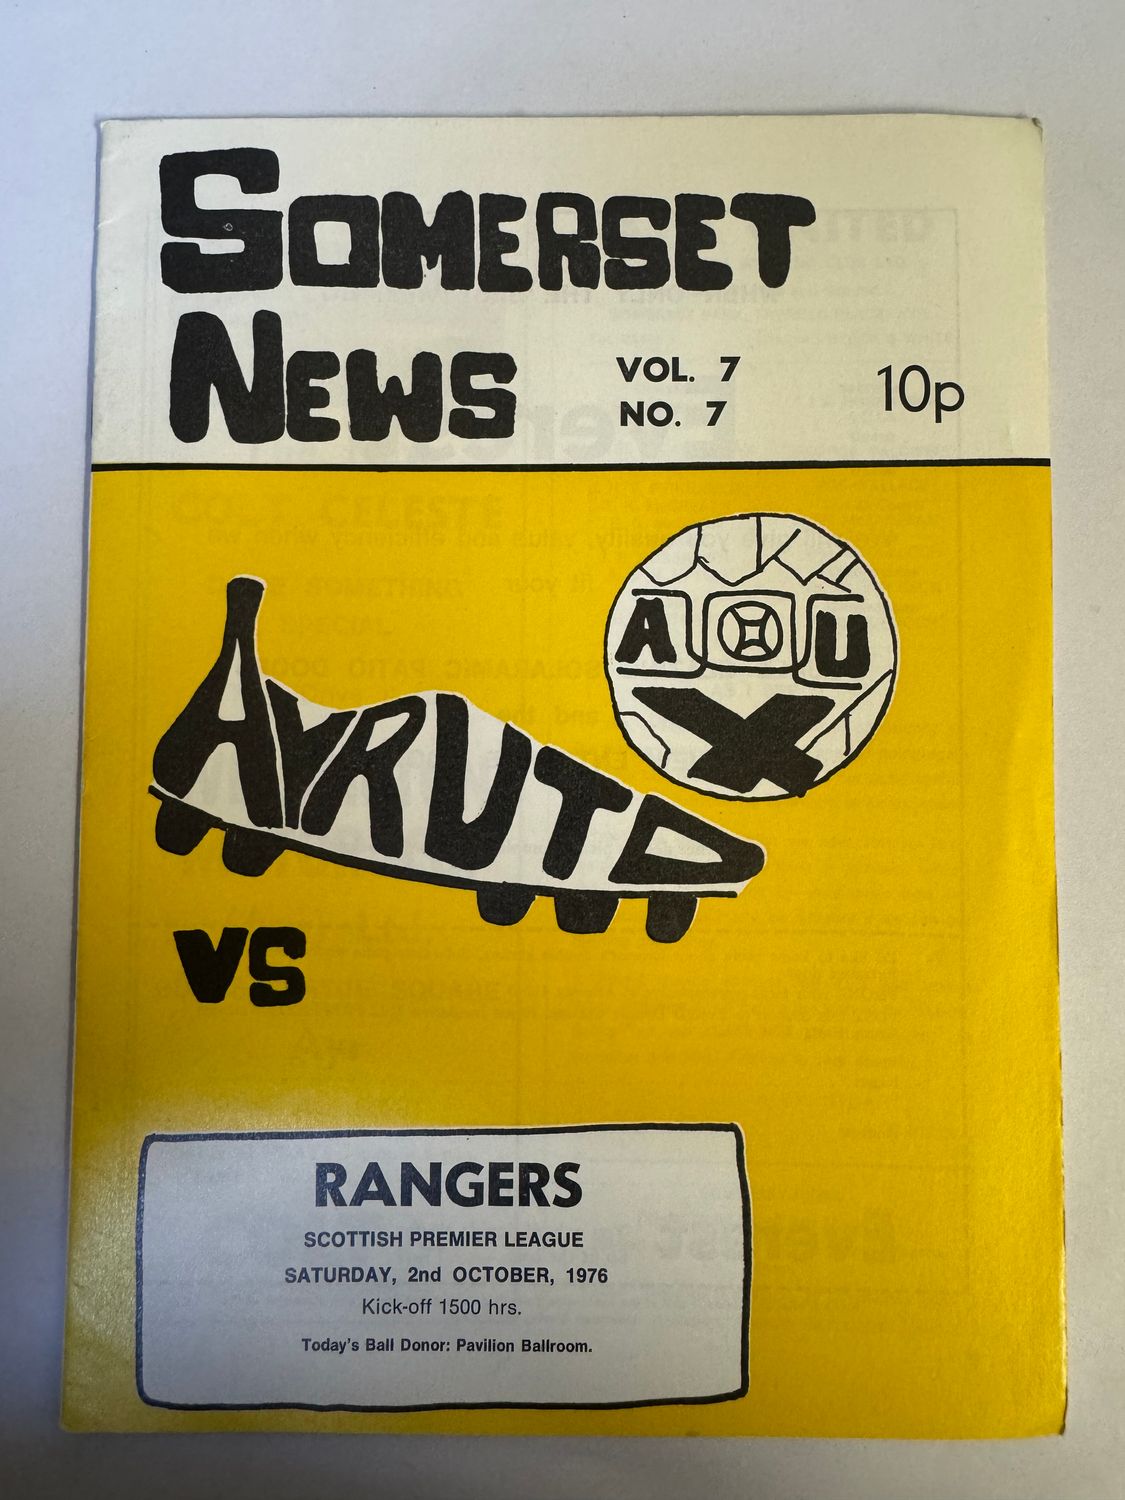 SOMERSET
NEWS
VOL. 7
NO. 7
10p
A U
X
AYRUTD
VS
RANGERS
SCOTTISH PREMIER LEAGUE
SATURDAY, 2nd OCTOBER, 1976
Kick-off 1500 hrs.
Today's Ball Donor: Pavilion Ballroom.